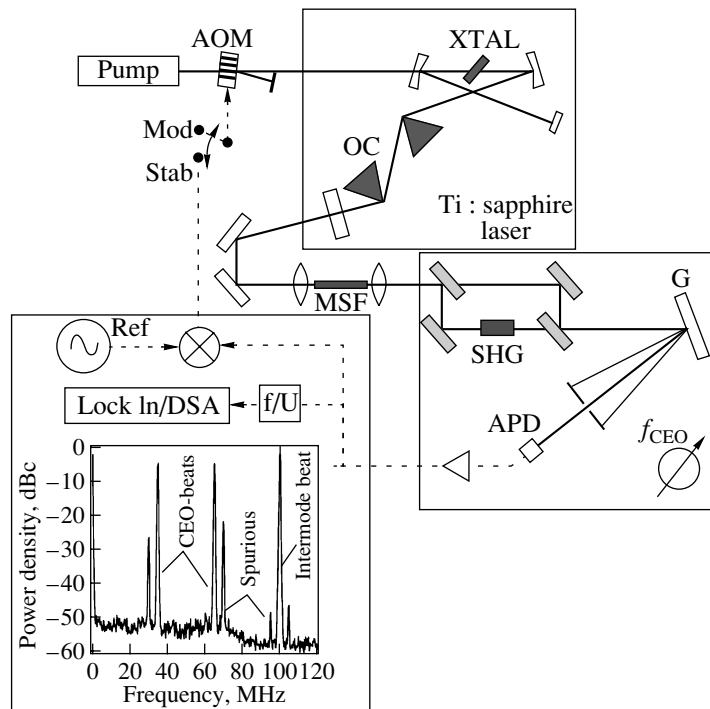 AOM
XTAL
Pump
Mod
Stab
OC
Ti : sapphire
laser
MSF
G
SHG
APD
f_CEO
Ref
Lock ln/DSA
f/U
Power density, dBc
0
−10
−20
−30
−40
−50
−60
CEO-beats
Spurious
Intermode beat
0 20 40 60 80 100 120
Frequency, MHz